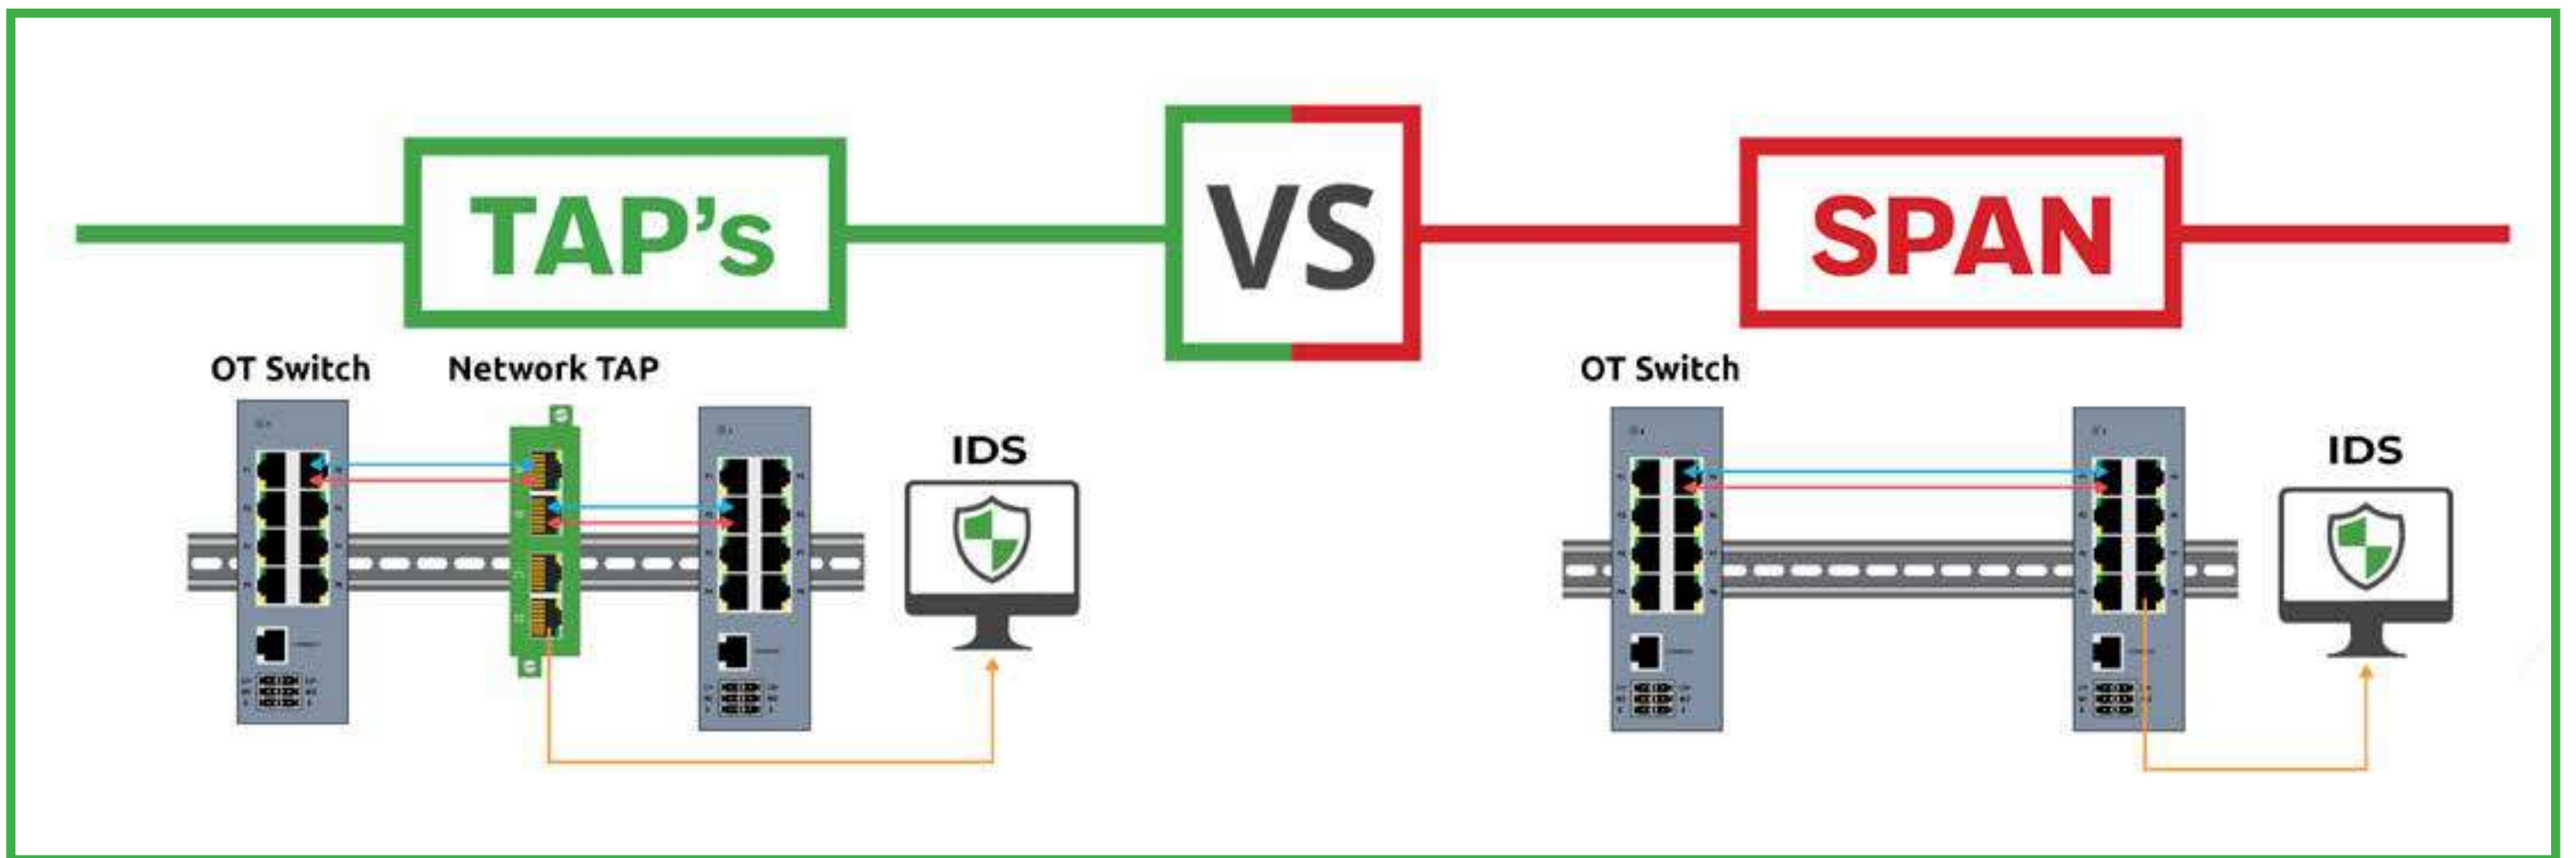 TAP's
VS
SPAN
OT Switch
Network TAP
IDS
OT Switch
IDS